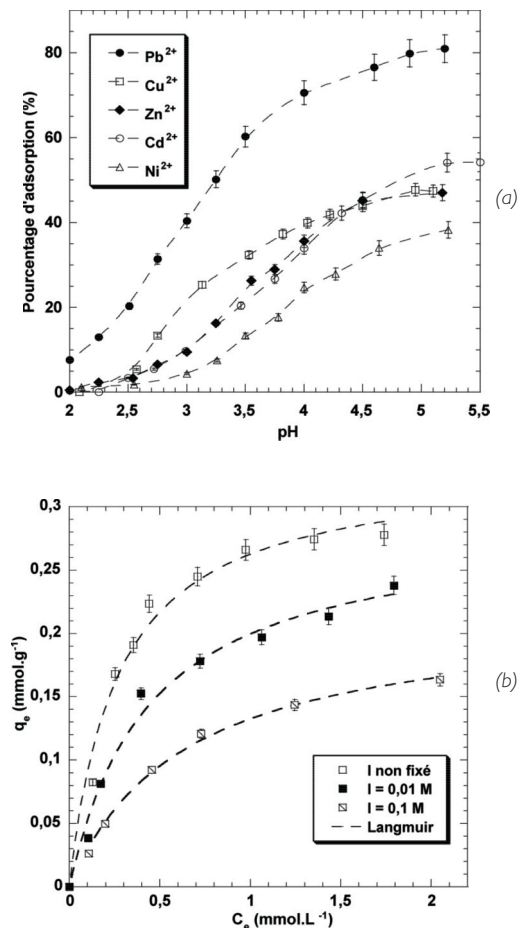 80
60
40
20
0
Pourcentage d'adsorption (%)
Pb2+
Cu2+
Zn2+
Cd2+
Ni2+
2 2,5 3 3,5 4 4,5 5 5,5
pH
(a)
0,3
0,25
0,2
0,15
0,1
0,05
0
qe (mmol.g-1)
I non fixé
I = 0,01 M
I = 0,1 M
Langmuir
0 0,5 1 1,5 2
Ce (mmol.L-1)
(b)